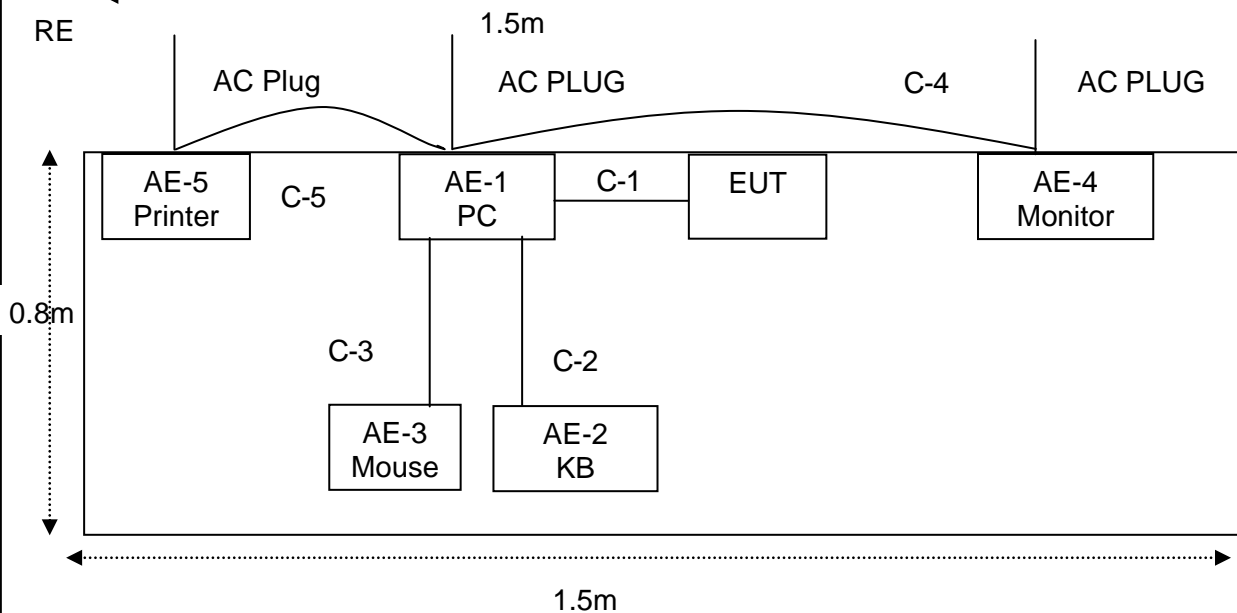 1.5m
RE
AC Plug
AC PLUG
C-4
AC PLUG
AE-5
Printer
C-5
AE-1
PC
C-1
EUT
AE-4
Monitor
0.8m
C-3
C-2
AE-3
Mouse
AE-2
KB
1.5m